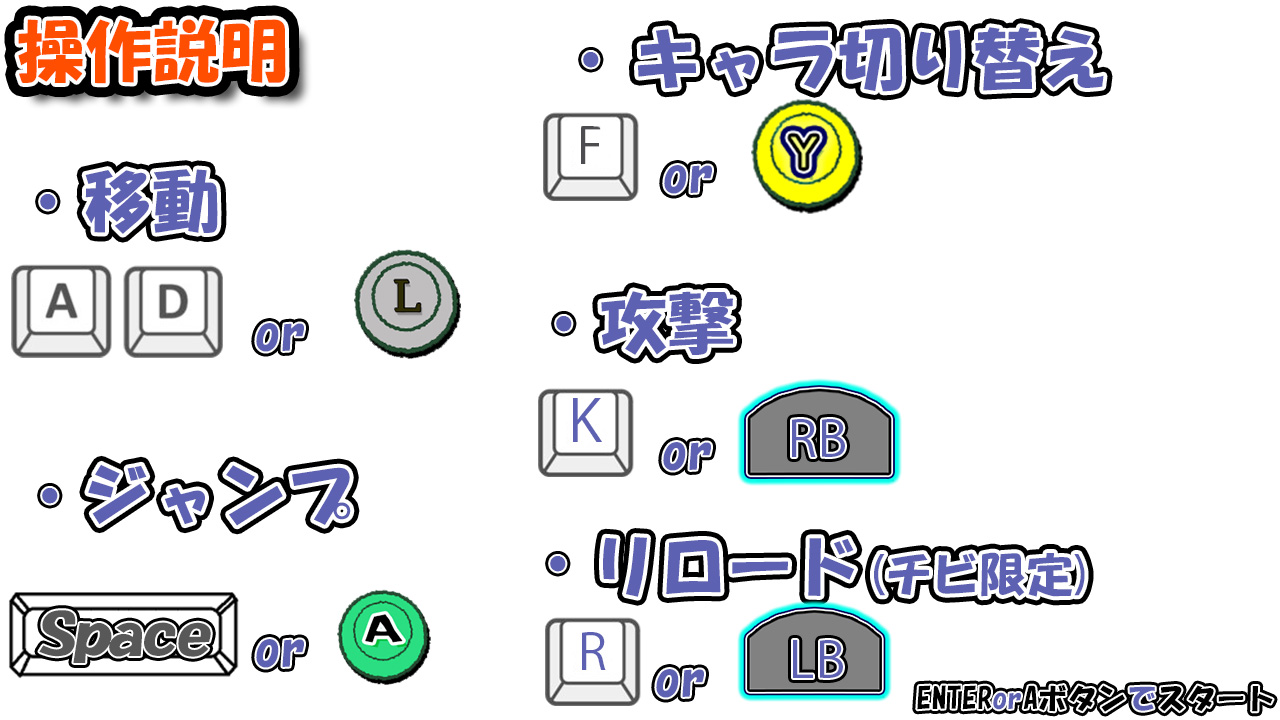 操作説明
・移動
A D or L
・ジャンプ
Space or A
・キャラ切り替え
F or Y
・攻撃
K or RB
・リロード(チビ限定)
R or LB
ENTERorAボタンでスタート